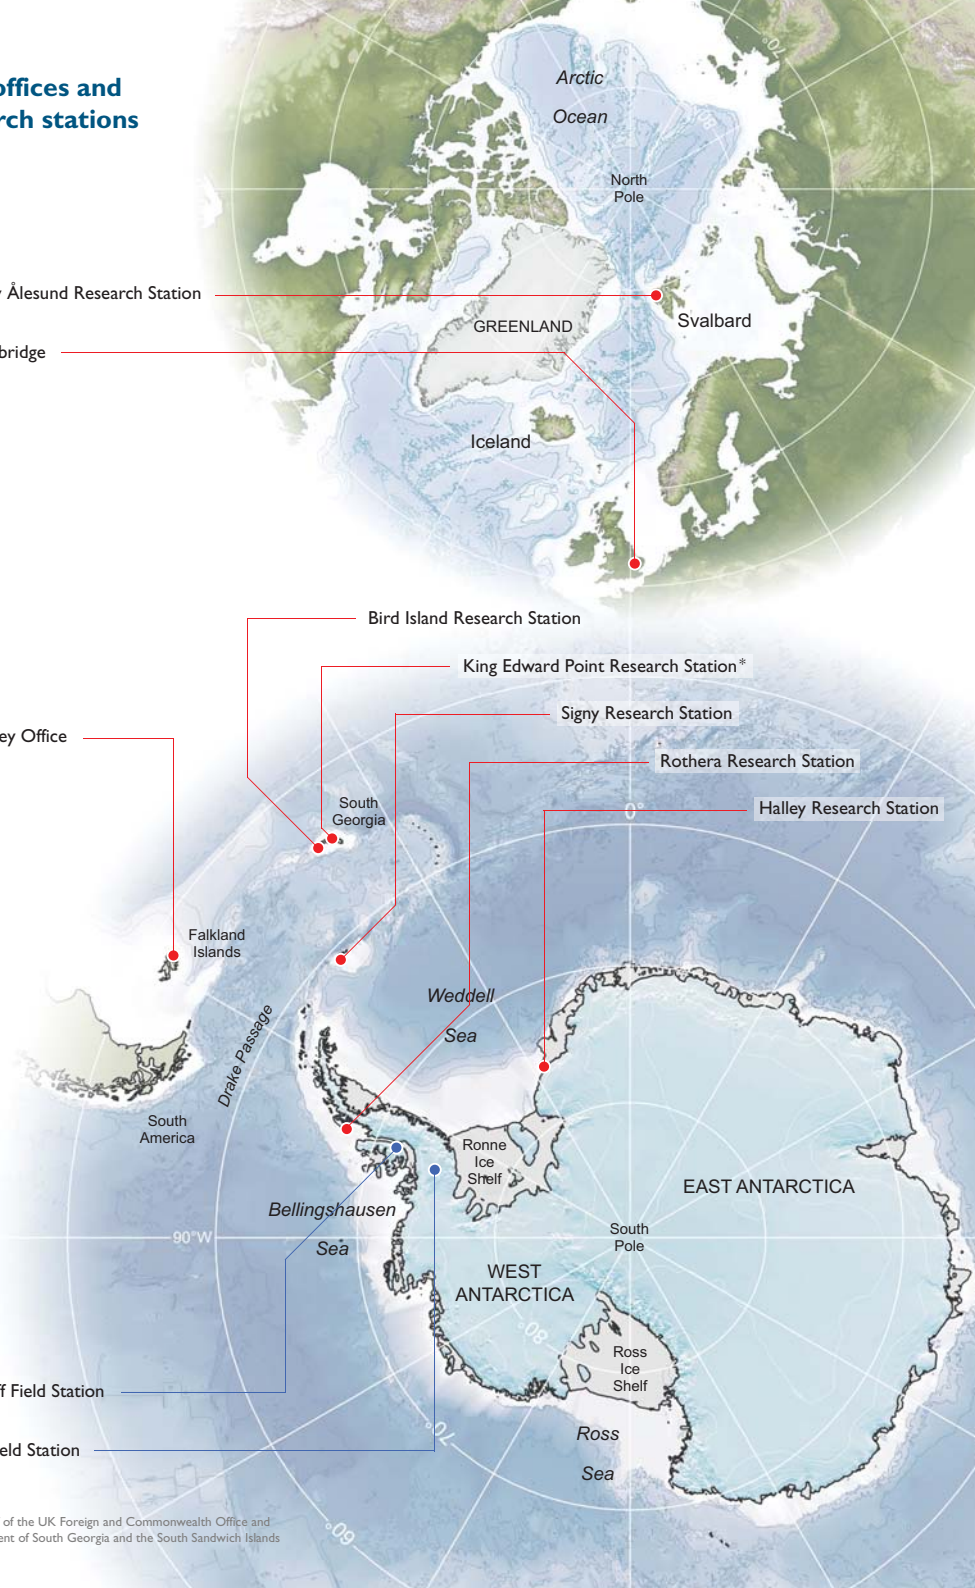 offices and
rch stations
Arctic
Ocean
70°
North
Pole
y Ålesund Research Station
Svalbard
GREENLAND
bridge
Iceland
Bird Island Research Station
King Edward Point Research Station*
Signy Research Station
ey Office
Rothera Research Station
Halley Research Station
0°
South
Georgia
Falkland
Islands
Weddell
Sea
Drake Passage
South
America
Ronne
Ice
Shelf
EAST ANTARCTICA
Bellingshausen
Sea
90°W
South
Pole
WEST
ANTARCTICA
80°
Ross
Ice
Shelf
ff Field Station
70°
Ross
Sea
eld Station
of the UK Foreign and Commonwealth Office and
ent of South Georgia and the South Sandwich Islands
60°